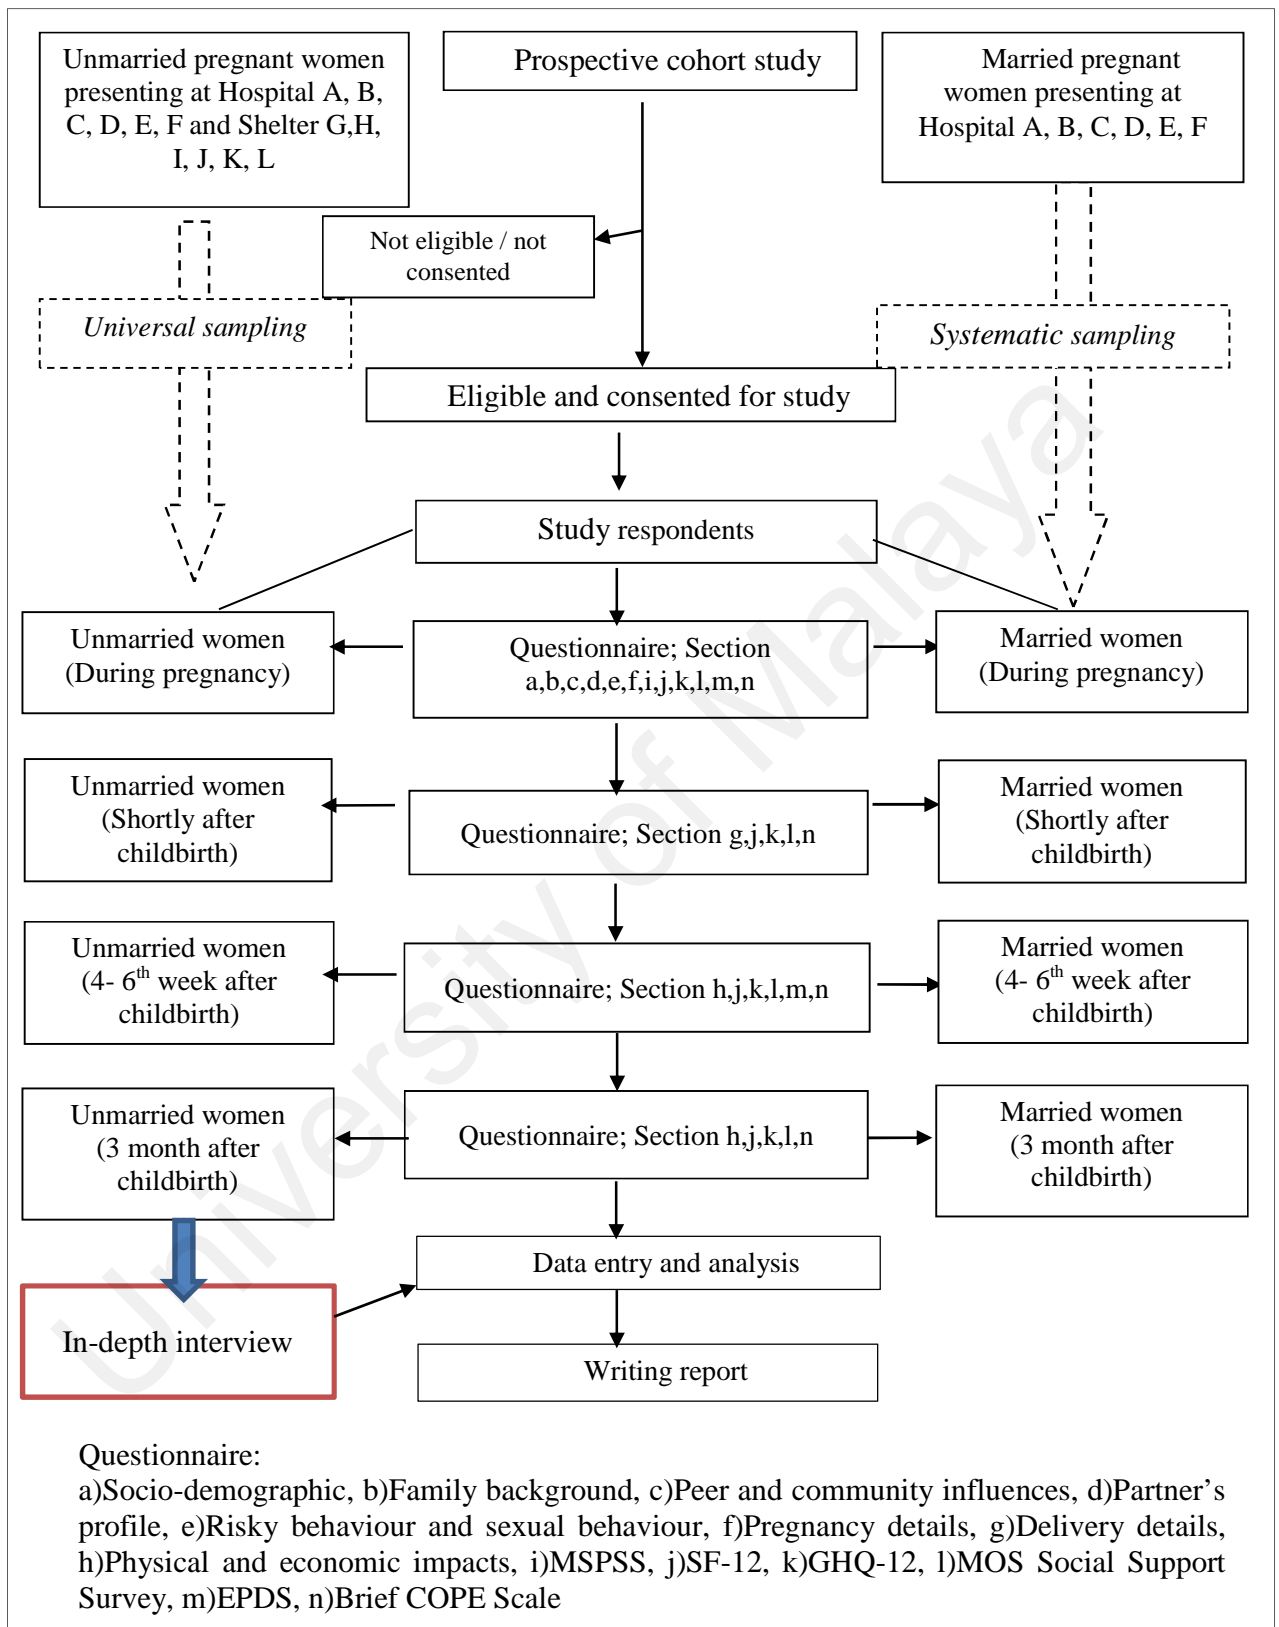 Unmarried pregnant women
presenting at Hospital A, B,
C, D, E, F and Shelter G,H,
I, J, K, L
Prospective cohort study
Married pregnant
women presenting at
Hospital A, B, C, D, E, F
Not eligible / not
consented
Universal sampling
Systematic sampling
Eligible and consented for study
Study respondents
Unmarried women
(During pregnancy)
Questionnaire; Section
a,b,c,d,e,f,i,j,k,l,m,n
Married women
(During pregnancy)
Unmarried women
(Shortly after
childbirth)
Questionnaire; Section g,j,k,l,n
Married women
(Shortly after
childbirth)
Unmarried women
(4- 6th week after
childbirth)
Questionnaire; Section h,j,k,l,m,n
Married women
(4- 6th week after
childbirth)
Unmarried women
(3 month after
childbirth)
Questionnaire; Section h,j,k,l,n
Married women
(3 month after
childbirth)
Data entry and analysis
In-depth interview
Writing report
Questionnaire:
a)Socio-demographic, b)Family background, c)Peer and community influences, d)Partner's
profile, e)Risky behaviour and sexual behaviour, f)Pregnancy details, g)Delivery details,
h)Physical and economic impacts, i)MSPSS, j)SF-12, k)GHQ-12, l)MOS Social Support
Survey, m)EPDS, n)Brief COPE Scale
University of Malaya